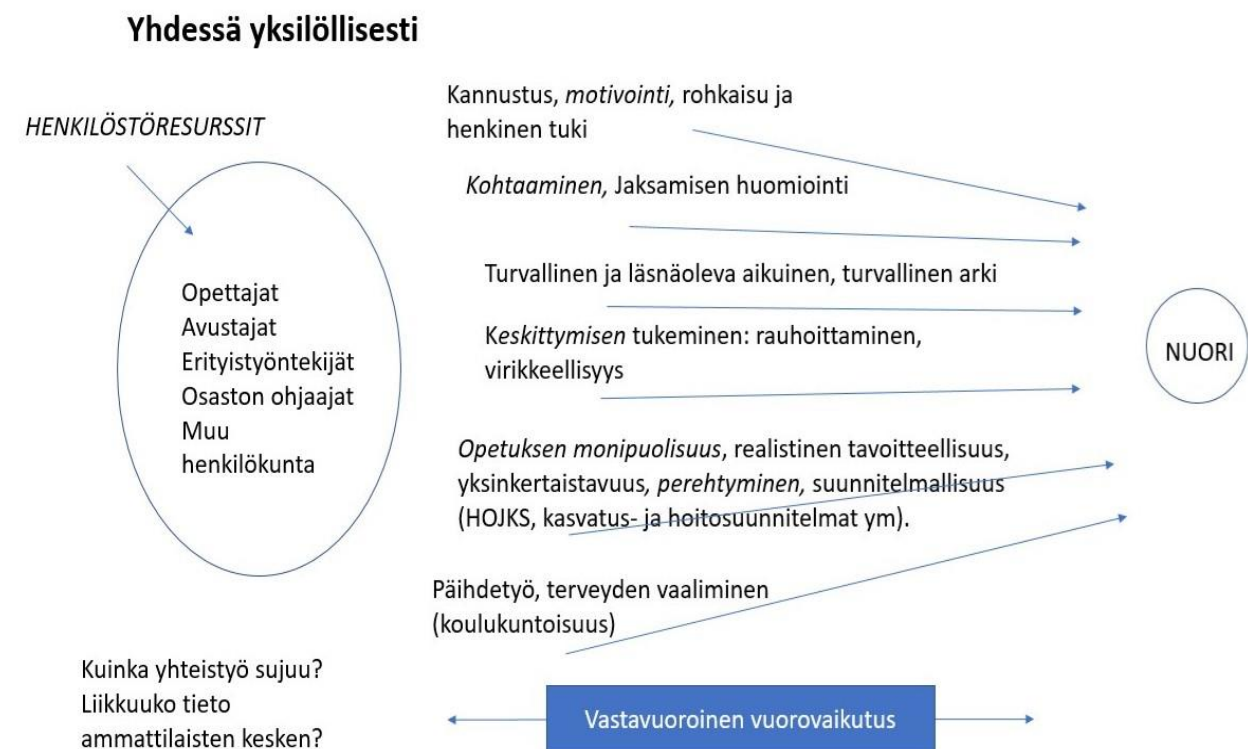 Yhdessä yksilöllisesti
HENKILÖSTÖRESURSSIT
Opettajat
Avustajat
Erityistyöntekijät
Osaston ohjaajat
Muu
henkilökunta
Kuinka yhteistyö sujuu?
Liikkuuko tieto
ammattilaisten kesken?
Kannustus, motivointi, rohkaisu ja
henkinen tuki
Kohtaaminen, Jaksamisen huomiointi
Turvallinen ja läsnäoleva aikuinen, turvallinen arki
Keskittymisen tukeminen: rauhoittaminen,
virikkeellisyys
Opetuksen monipuolisuus, realistinen tavoitteellisuus,
yksinkertaistavuus, perehtyminen, suunnitelmallisuus
(HOJKS, kasvatus- ja hoitosuunnitelmat ym).
Päihdetyö, terveyden vaaliminen
(koulukuntoisuus)
Vastavuoroinen vuorovaikutus
NUORI